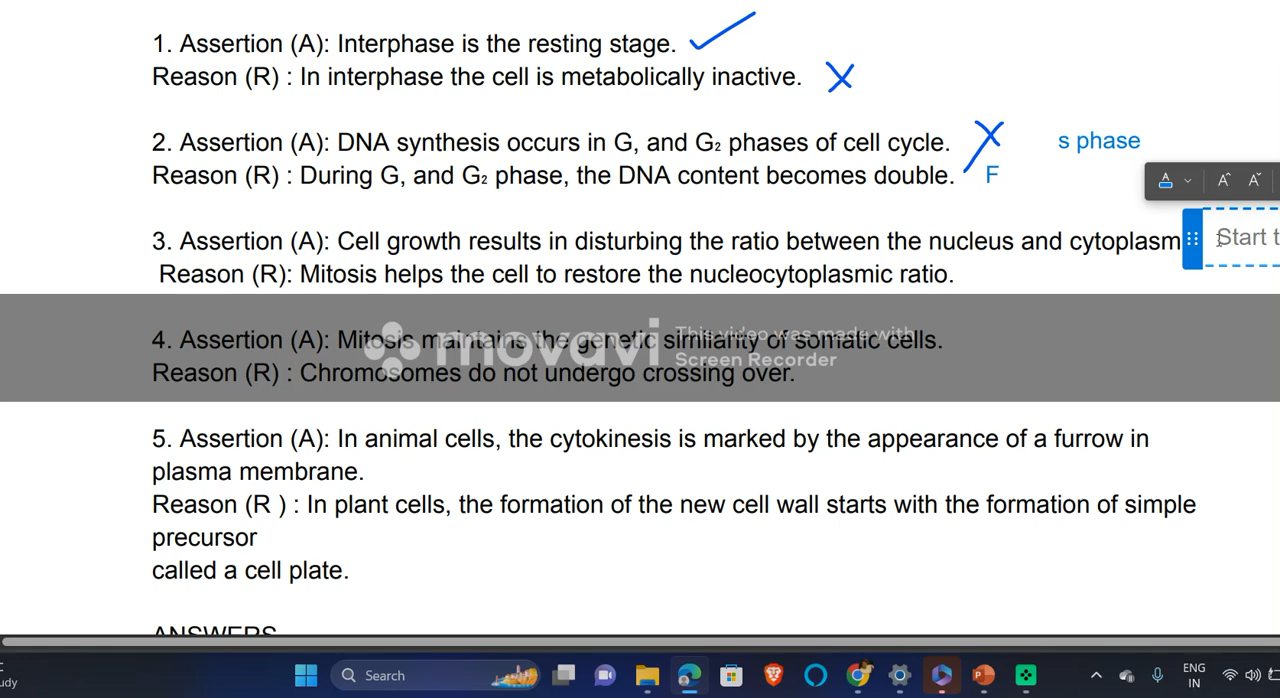 1. Assertion (A): Interphase is the resting stage.
Reason (R) : In interphase the cell is metabolically inactive.
2. Assertion (A): DNA synthesis occurs in G, and G₂ phases of cell cycle.
s phase
Reason (R) : During G, and G₂ phase, the DNA content becomes double.
F
3. Assertion (A): Cell growth results in disturbing the ratio between the nucleus and cytoplasm
Start t
Reason (R): Mitosis helps the cell to restore the nucleocytoplasmic ratio.
4. Assertion (A): Mitosis maintains the genetic similarity of somatic cells.
movavi
This video was made with
Screen Recorder
Reason (R) : Chromosomes do not undergo crossing over.
5. Assertion (A): In animal cells, the cytokinesis is marked by the appearance of a furrow in
plasma membrane.
Reason (R ) : In plant cells, the formation of the new cell wall starts with the formation of simple
precursor
called a cell plate.
ANSWERS
Search
ENG
IN